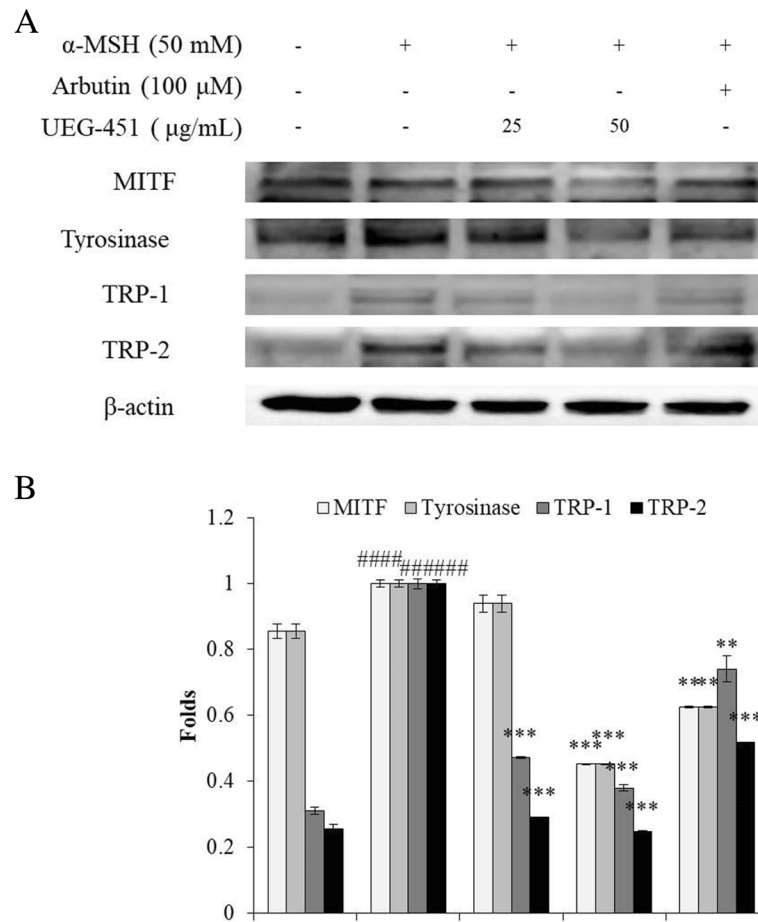 A
α-MSH (50 mM) - + + + +
Arbutin (100 μM) - - - - +
UEG-451 ( μg/mL) - - 25 50 -
MITF
Tyrosinase
TRP-1
TRP-2
β-actin
B
MITF Tyrosinase TRP-1 TRP-2
1.2
1
0.8
0.6
0.4
0.2
0
Folds
#### ######
*** ***
*** *** *** ***
** ** ** ***